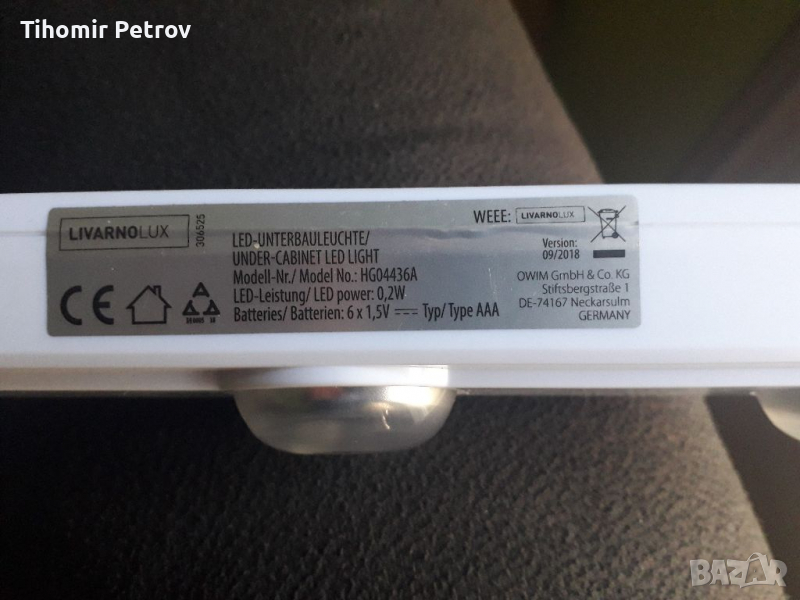 Tihomir Petrov
LIVARNOLUX
306525
LED-UNTERBAULEUCHTE/
UNDER-CABINET LED LIGHT
Modell-Nr./ Model No.: HG04436A
LED-Leistung/ LED power: 0,2W
Batteries/ Batterien: 6 x 1,5V Typ/ Type AAA
CE
WEEE: LIVARNOLUX
Version:
09/2018
OWIM GmbH & Co. KG
Stiftsbergstraße 1
DE-74167 Neckarsulm
GERMANY
BAZAR